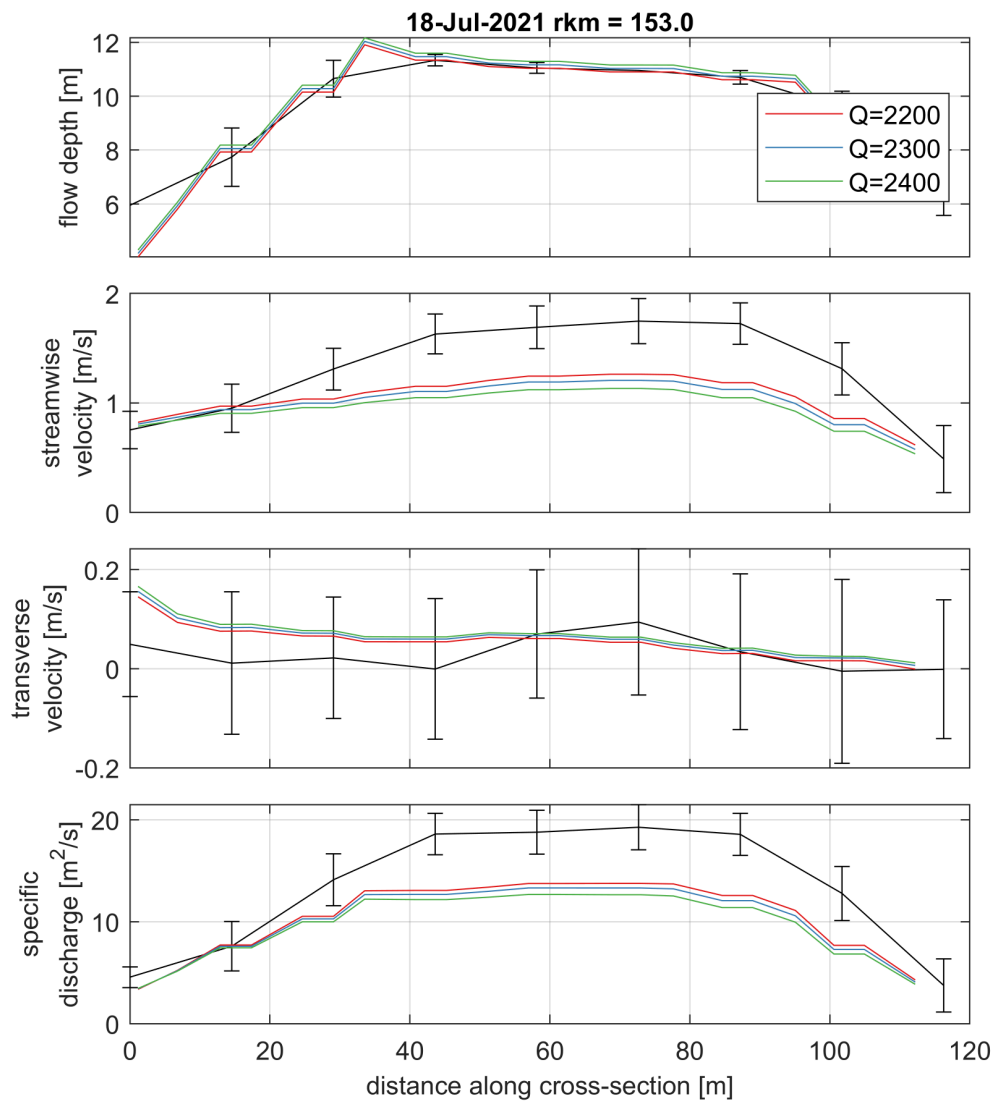 18-Jul-2021 rkm = 153.0
12
10
8
6
flow depth [m]
Q=2200
Q=2300
Q=2400
2
1
0
streamwise
velocity [m/s]
0.2
0
-0.2
transverse
velocity [m/s]
20
10
0
specific
discharge [m²/s]
0 20 40 60 80 100 120
distance along cross-section [m]